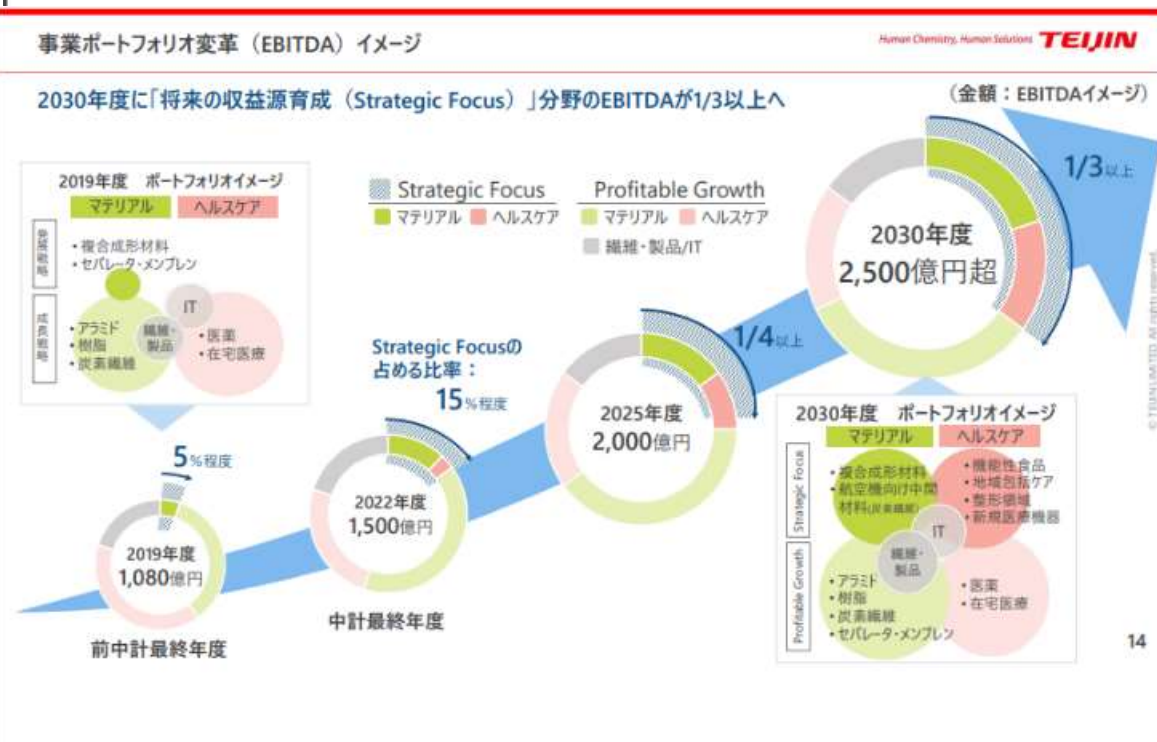 事業ポートフォリオ変革（EBITDA）イメージ
Human Chemistry, Human Solutions TEIJIN
2030年度に「将来の収益源育成（Strategic Focus）」分野のEBITDAが1/3以上へ
（金額：EBITDAイメージ）
2019年度　ポートフォリオイメージ
マテリアル　ヘルスケア
発展戦略
・複合成形材料
・セパレータ・メンブレン
成長戦略
・アラミド
・樹脂
・炭素繊維
繊維・
製品
IT
・医薬
・在宅医療
Strategic Focus
マテリアル　ヘルスケア
Profitable Growth
マテリアル　ヘルスケア
繊維・製品/IT
5%程度
2019年度
1,080億円
前中計最終年度
Strategic Focusの
占める比率：
15%程度
2022年度
1,500億円
中計最終年度
1/4以上
2025年度
2,000億円
1/3以上
2030年度
2,500億円超
2030年度　ポートフォリオイメージ
マテリアル　ヘルスケア
Strategic Focus
・複合成形材料
・航空機向け中間
材料(炭素繊維)
・機能性食品
・地域包括ケア
・整形領域
・新規医療機器
IT
繊維・
製品
Profitable Growth
・アラミド
・樹脂
・炭素繊維
・セパレータ・メンブレン
・医薬
・在宅医療
© TEIJIN LIMITED. All rights reserved.
14